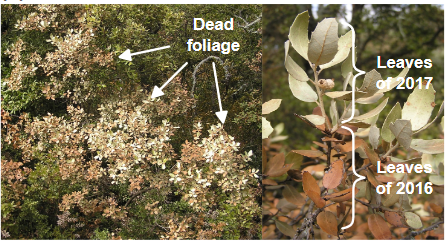 Dead
foliage
Leaves
of 2017
Leaves
of 2016